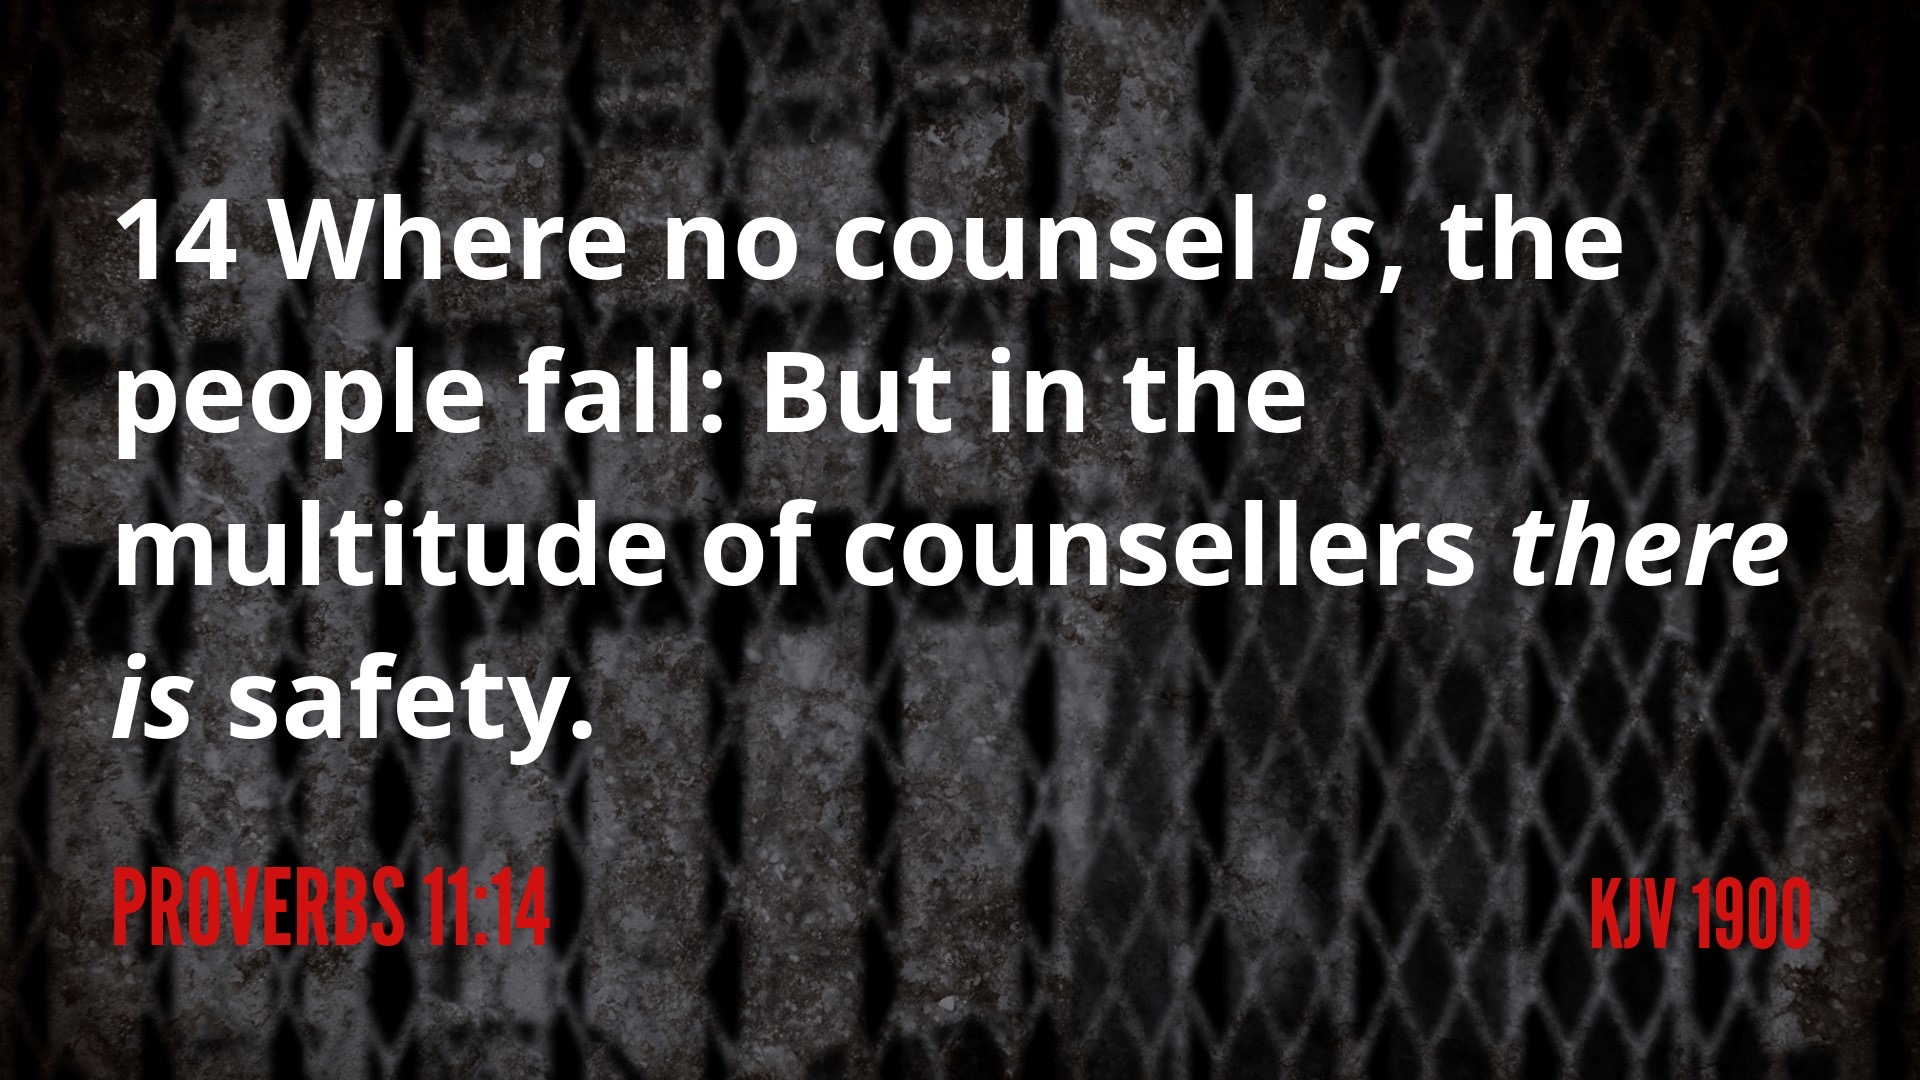 14 Where no counsel is, the
people fall: But in the
multitude of counsellers there
is safety.
PROVERBS 11:14
KJV 1900